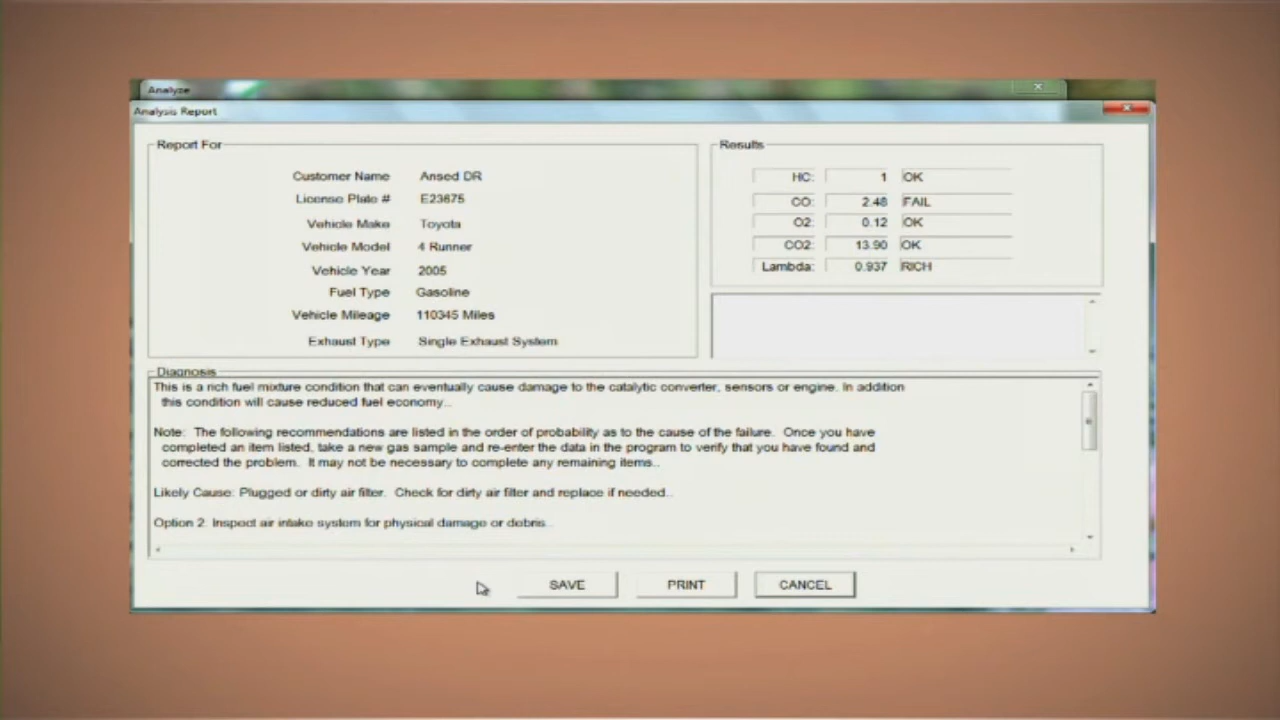 Analyze
Analysis Report
Report For
Customer Name Ansed DR
License Plate # E23675
Vehicle Make Toyota
Vehicle Model 4 Runner
Vehicle Year 2005
Fuel Type Gasoline
Vehicle Mileage 110345 Miles
Exhaust Type Single Exhaust System
Results
HC: 1 OK
CO: 2.48 FAIL
O2: 0.12 OK
CO2: 13.90 OK
Lambda: 0.937 RICH
Diagnosis
This is a rich fuel mixture condition that can eventually cause damage to the catalytic converter, sensors or engine. In addition
this condition will cause reduced fuel economy..
Note: The following recommendations are listed in the order of probability as to the cause of the failure. Once you have
completed an item listed, take a new gas sample and re-enter the data in the program to verify that you have found and
corrected the problem. It may not be necessary to complete any remaining items..
Likely Cause: Plugged or dirty air filter. Check for dirty air filter and replace if needed..
Option 2. Inspect air intake system for physical damage or debris..
SAVE PRINT CANCEL